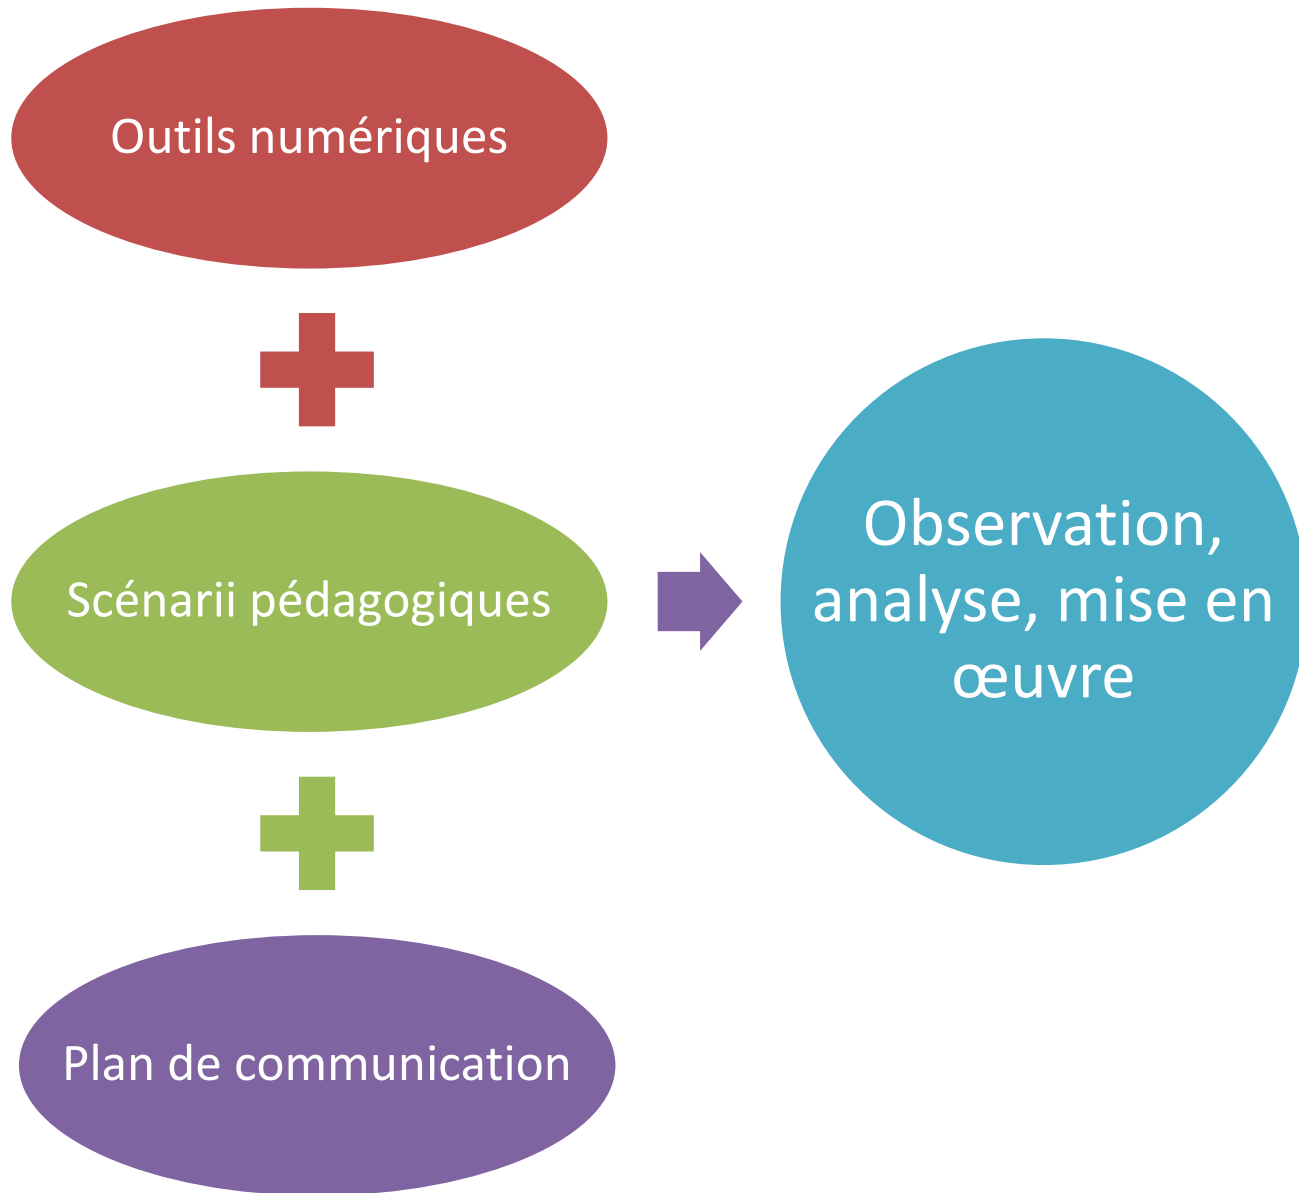 Outils numériques
Scénarii pédagogiques
Plan de communication
Observation,
analyse, mise en
œuvre